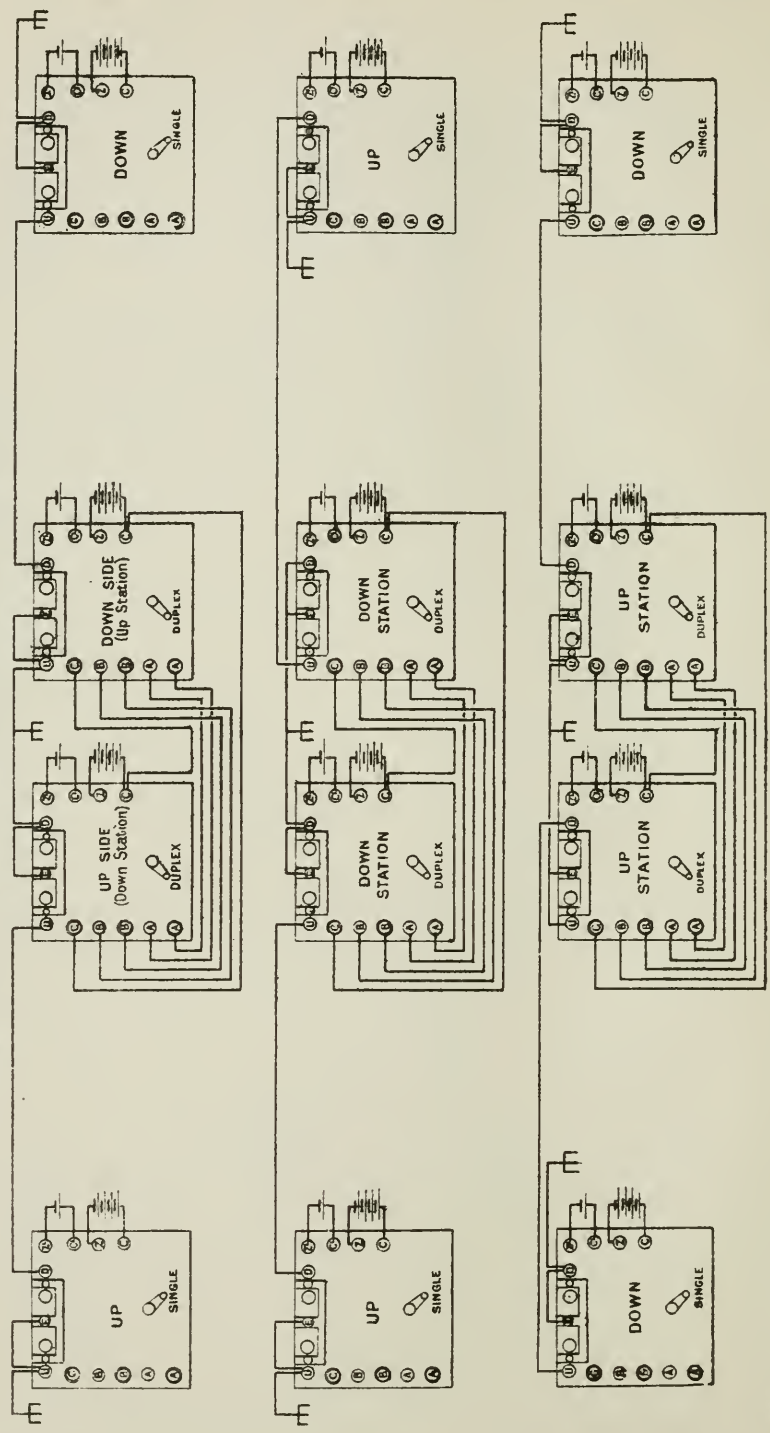 U D
C B B A A
Z C
DOWN
SINGLE
U D
C B B A A
Z C
UP
SINGLE
U D
C B B A A
Z C
DOWN
SINGLE
U D
C B B A A
Z C
DOWN SIDE
(Up Station)
DUPLEX
U D
C B B A A
Z C
DOWN
STATION
DUPLEX
U D
C B B A A
Z C
UP
STATION
DUPLEX
U D
C B B A A
Z C
UP SIDE
(Down Station)
DUPLEX
U D
C B B A A
Z C
DOWN
STATION
DUPLEX
U D
C B B A A
Z C
UP
STATION
DUPLEX
U D
C B B A A
Z C
UP
SINGLE
U D
C B B A A
Z C
UP
SINGLE
U D
A A
Z C
DOWN
SINGLE